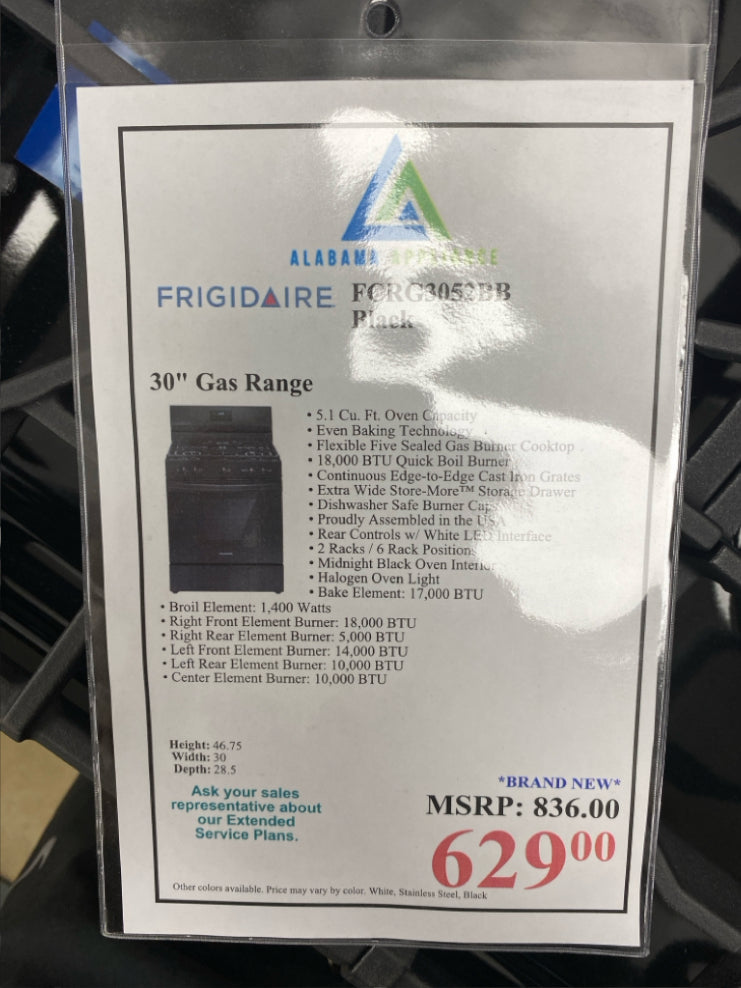 ALABAMA APPLIANCE
FRIGIDAIRE FCRG3052BB
Black
30" Gas Range
• 5.1 Cu. Ft. Oven Capacity
• Even Baking Technology
• Flexible Five Sealed Gas Burner Cooktop
• 18,000 BTU Quick Boil Burner
• Continuous Edge-to-Edge Cast Iron Grates
• Extra Wide Store-More™ Storage Drawer
• Dishwasher Safe Burner Caps
• Proudly Assembled in the USA
• Rear Controls w/ White LED Interface
• 2 Racks / 6 Rack Positions
• Midnight Black Oven Interior
• Halogen Oven Light
• Bake Element: 17,000 BTU
• Broil Element: 1,400 Watts
• Right Front Element Burner: 18,000 BTU
• Right Rear Element Burner: 5,000 BTU
• Left Front Element Burner: 14,000 BTU
• Left Rear Element Burner: 10,000 BTU
• Center Element Burner: 10,000 BTU
Height: 46.75
Width: 30
Depth: 28.5
Ask your sales
representative about
our Extended
Service Plans.
*BRAND NEW*
MSRP: 836.00
62900
Other colors available. Price may vary by color. White, Stainless Steel, Black